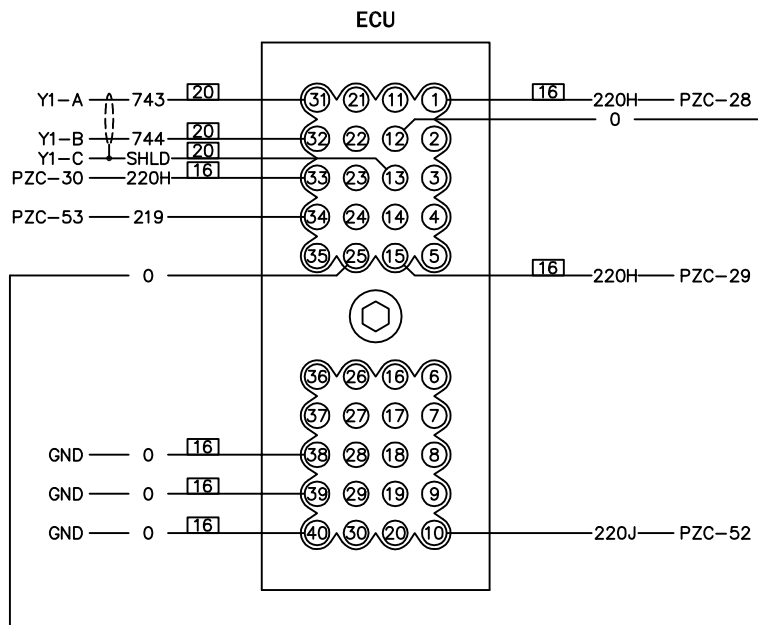 ECU
Y1-A 743 20 31 21 11 1 16 220H PZC-28
0
Y1-B 744 20 32 22 12 2
Y1-C SHLD 20
PZC-30 220H 16 33 23 13 3
PZC-53 219 34 24 14 4
35 25 15 5
0 16 220H PZC-29
36 26 16 6
37 27 17 7
GND 0 16 38 28 18 8
GND 0 16 39 29 19 9
GND 0 16 40 30 20 10 220J PZC-52